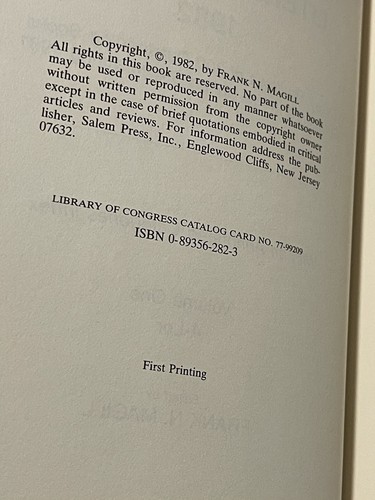 Copyright, ©, 1982, by FRANK N. MAGILL
All rights in this book are reserved. No part of the book
may be used or reproduced in any manner whatsoever
without written permission from the copyright owner
except in the case of brief quotations embodied in critical
articles and reviews. For information address the pub-
lisher, Salem Press, Inc., Englewood Cliffs, New Jersey
07632.
LIBRARY OF CONGRESS CATALOG CARD NO. 77-99209
ISBN 0-89356-282-3
First Printing